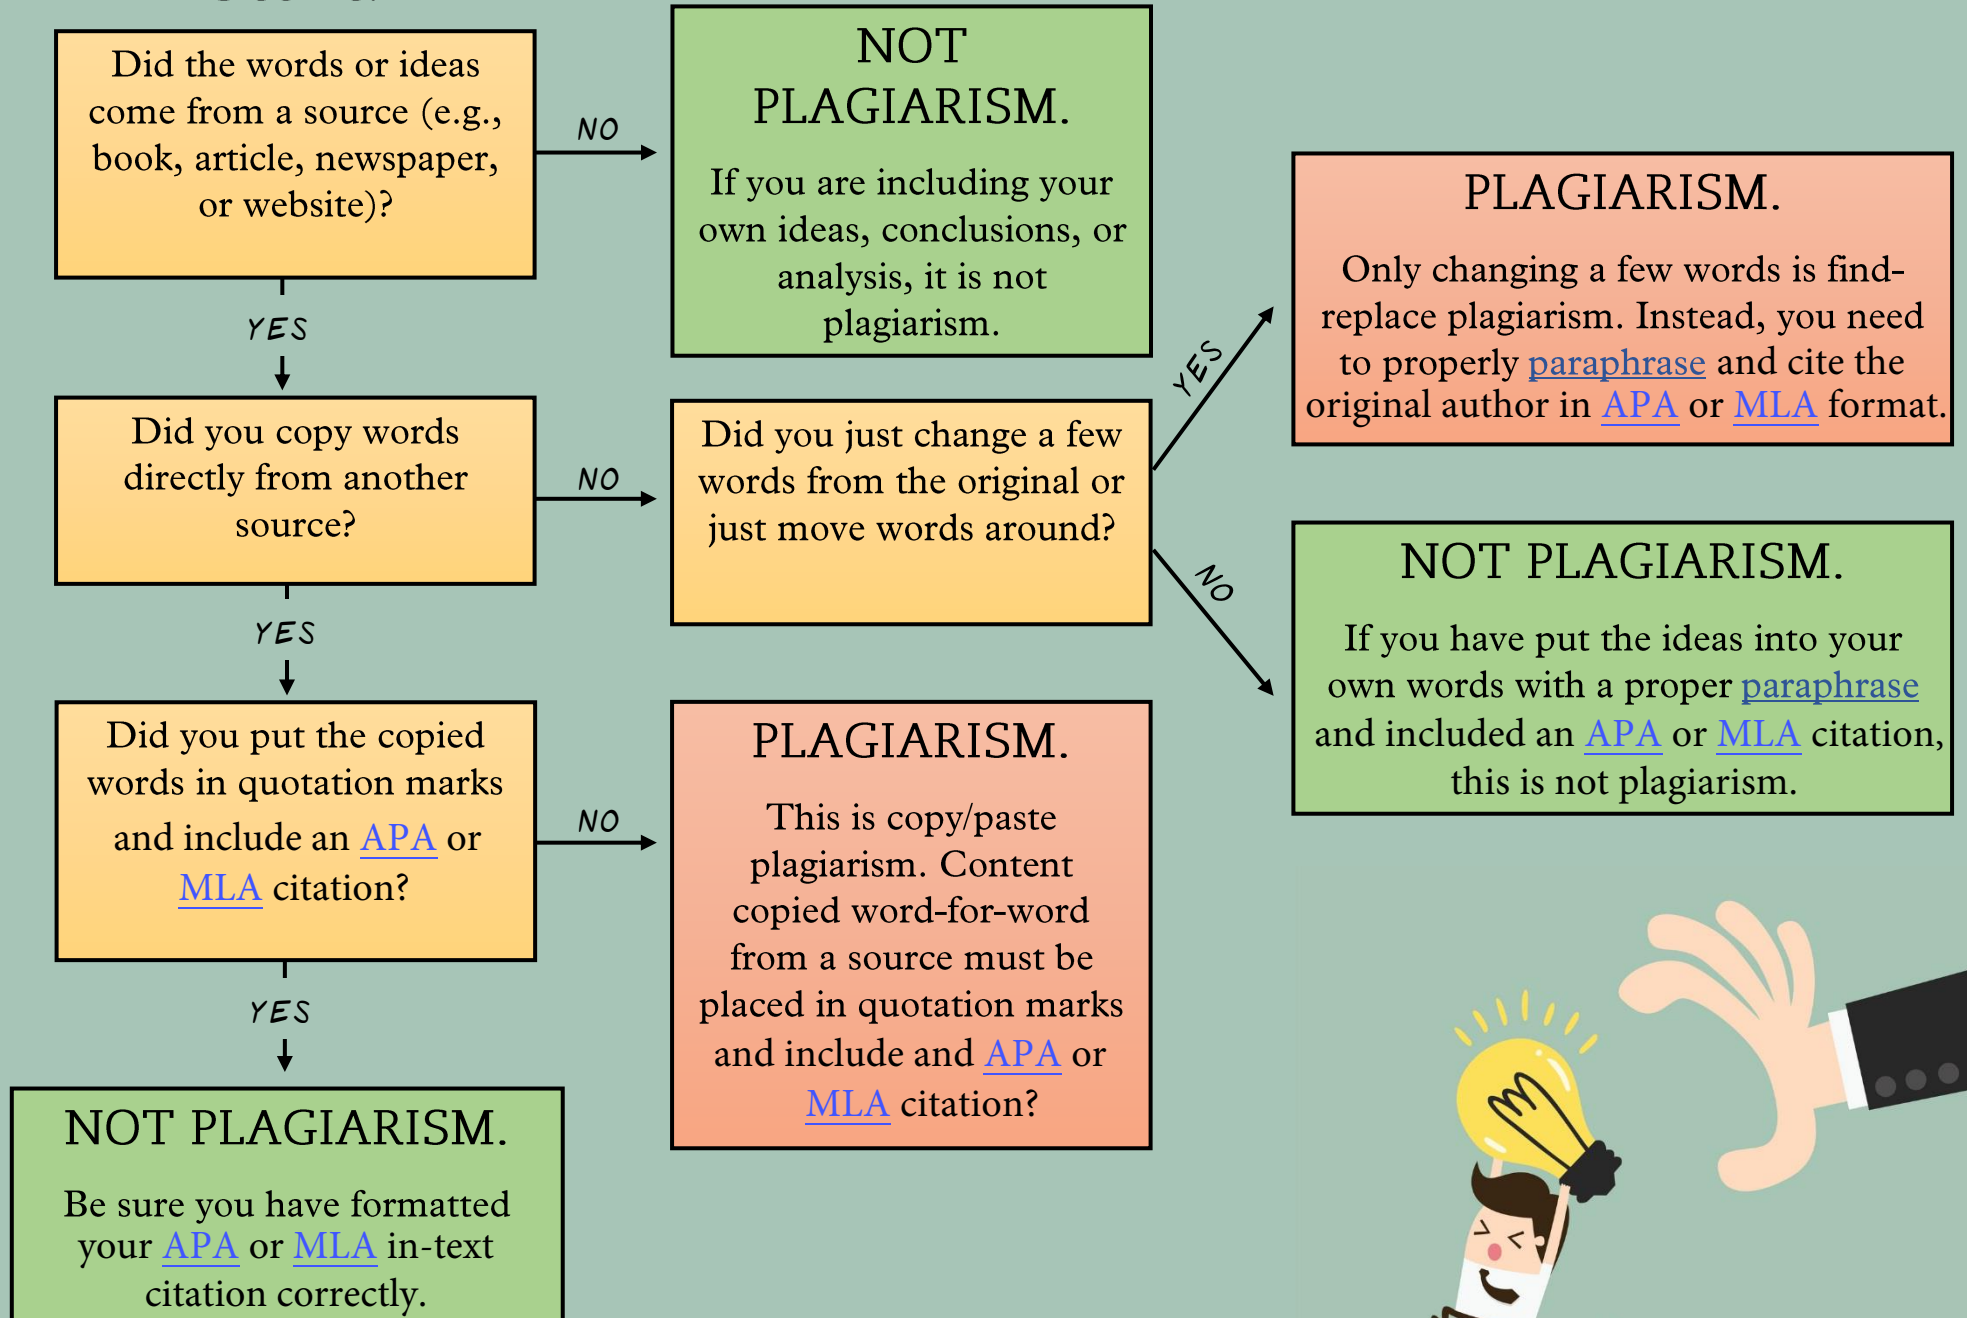 Did the words or ideas
come from a source (e.g.,
book, article, newspaper,
or website)?
NO
NOT
PLAGIARISM.
If you are including your
own ideas, conclusions, or
analysis, it is not
plagiarism.
YES
Did you copy words
directly from another
source?
NO
Did you just change a few
words from the original or
just move words around?
YES
PLAGIARISM.
Only changing a few words is find-
replace plagiarism. Instead, you need
to properly paraphrase and cite the
original author in APA or MLA format.
NO
NOT PLAGIARISM.
If you have put the ideas into your
own words with a proper paraphrase
and included an APA or MLA citation,
this is not plagiarism.
YES
Did you put the copied
words in quotation marks
and include an APA or
MLA citation?
NO
PLAGIARISM.
This is copy/paste
plagiarism. Content
copied word-for-word
from a source must be
placed in quotation marks
and include and APA or
MLA citation?
YES
NOT PLAGIARISM.
Be sure you have formatted
your APA or MLA in-text
citation correctly.